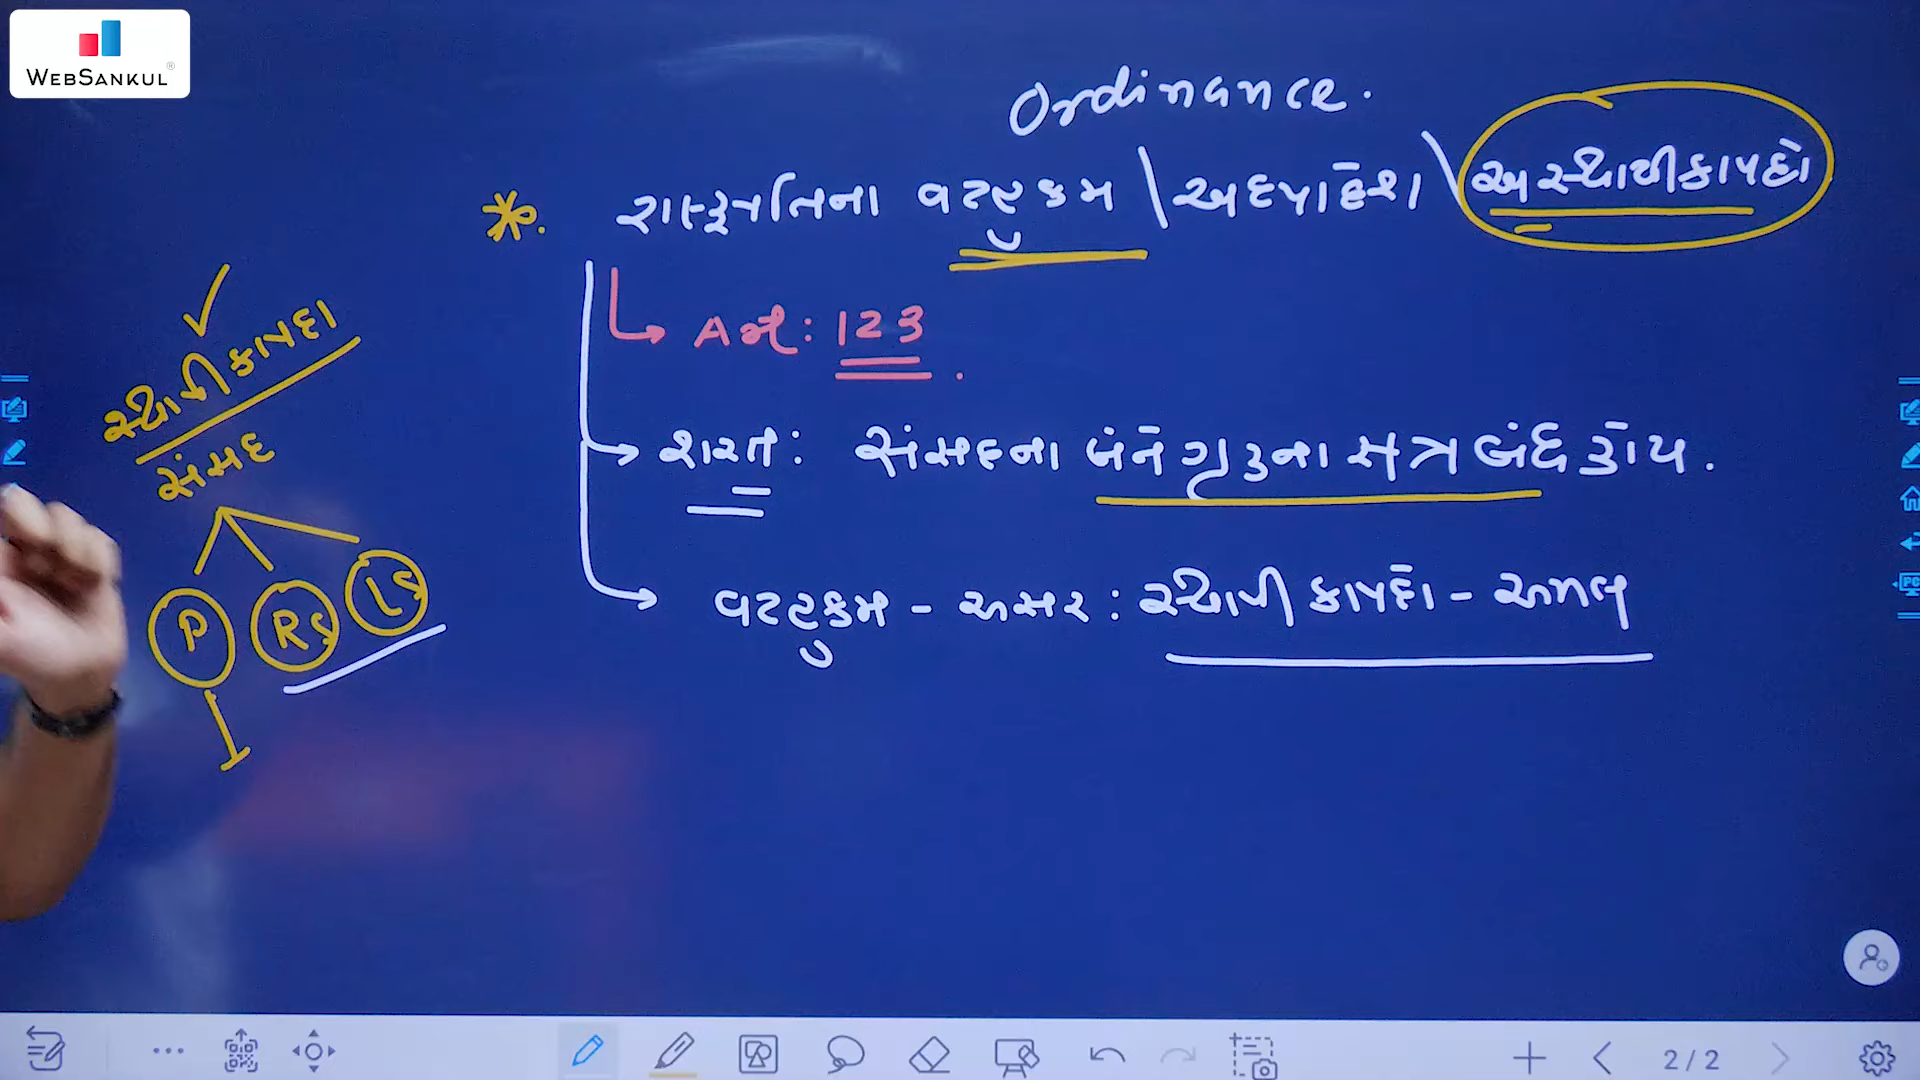 WEBSANKUL
Ordinance.
*. રાષ્ટ્રપતિના વટહુકમ \ અધ્યાદેશ \ અસ્થાયી કાયદો
Art: 123.
શરત: સંસદના બંને ગૃહના સત્ર બંધ હોય.
વટહુકમ - અસર: સ્થાયી કાયદો - અમલ
સ્થાયી કાયદા
સંસદ
P RS LS
2 / 2